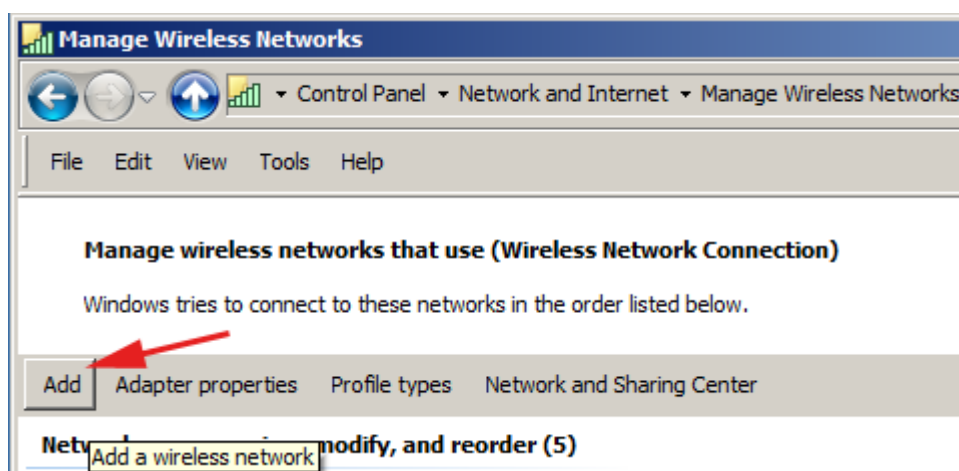 Manage Wireless Networks
Control Panel Network and Internet Manage Wireless Networks
File Edit View Tools Help
Manage wireless networks that use (Wireless Network Connection)
Windows tries to connect to these networks in the order listed below.
Add Adapter properties Profile types Network and Sharing Center
modify, and reorder (5)
Add a wireless network